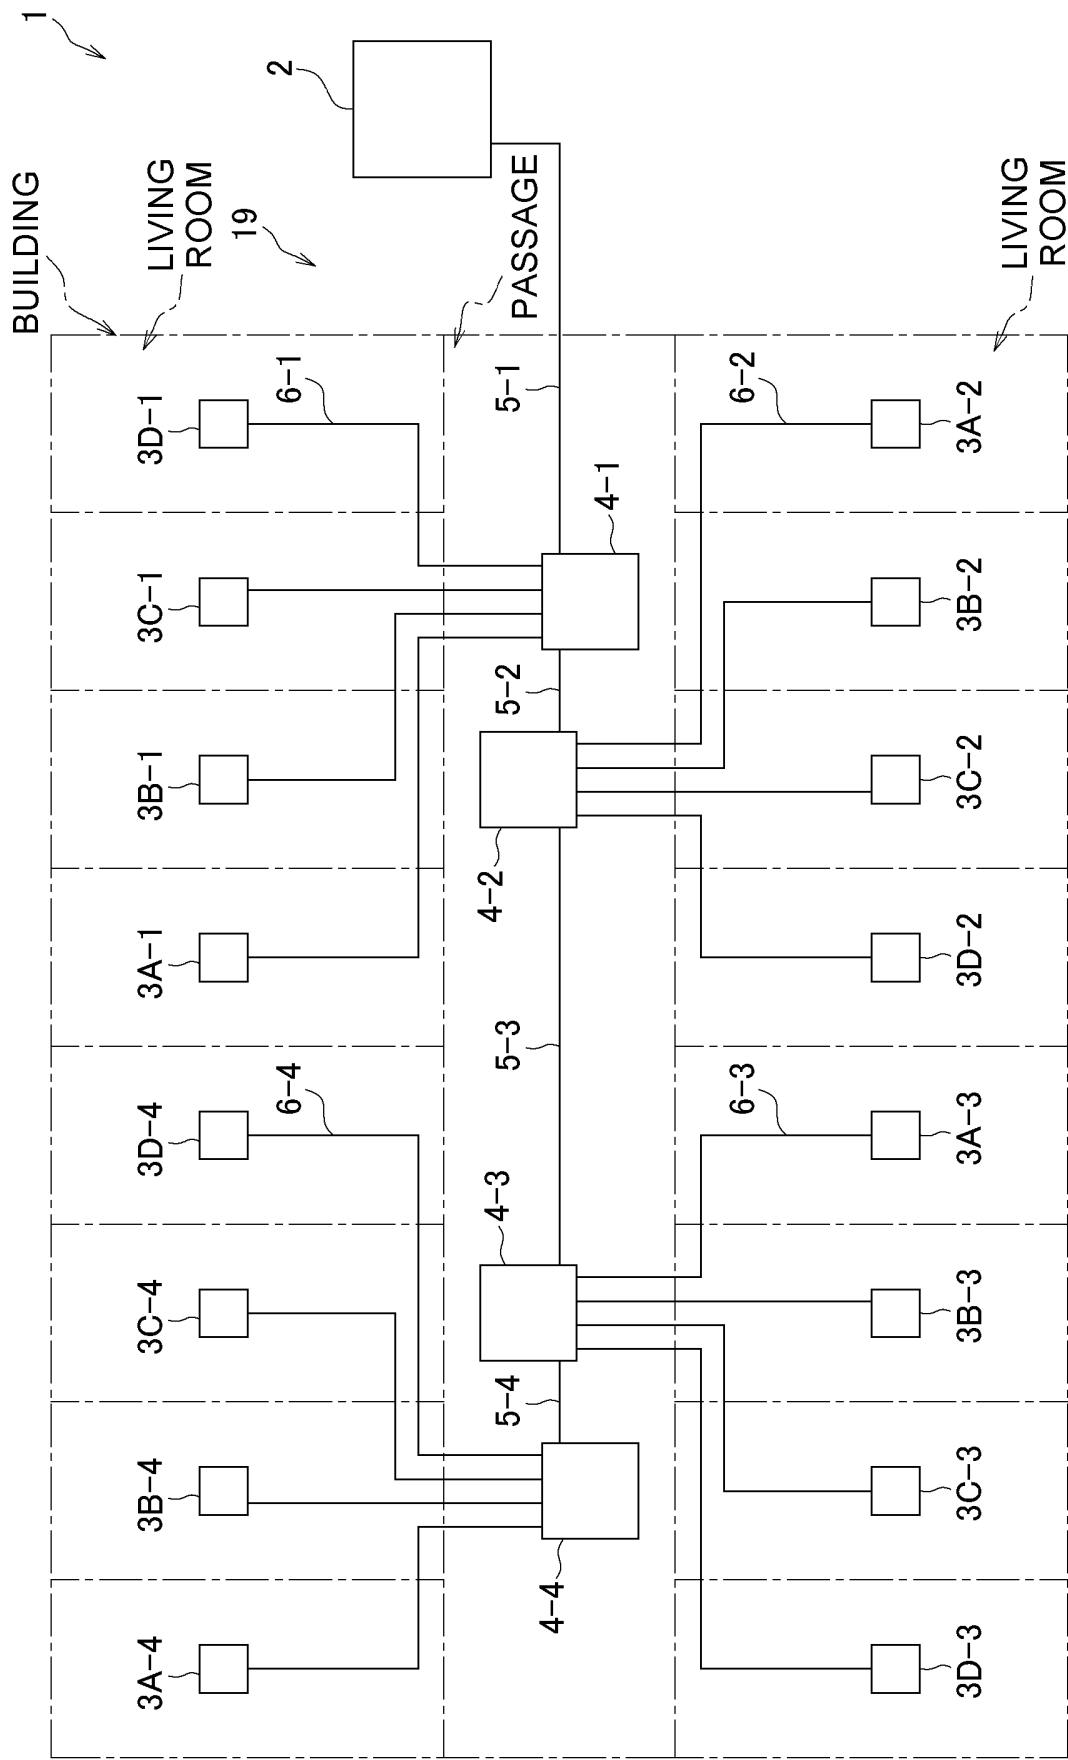 BUILDING
1
3A-4
3B-4
3C-4
3D-4
3A-1
3B-1
3C-1
3D-1
LIVING
ROOM
19
2
6-4
6-1
4-3
4-2
5-4
5-3
5-2
5-1
PASSAGE
4-4
4-1
6-3
6-2
3D-3
3C-3
3B-3
3A-3
3D-2
3C-2
3B-2
3A-2
LIVING
ROOM